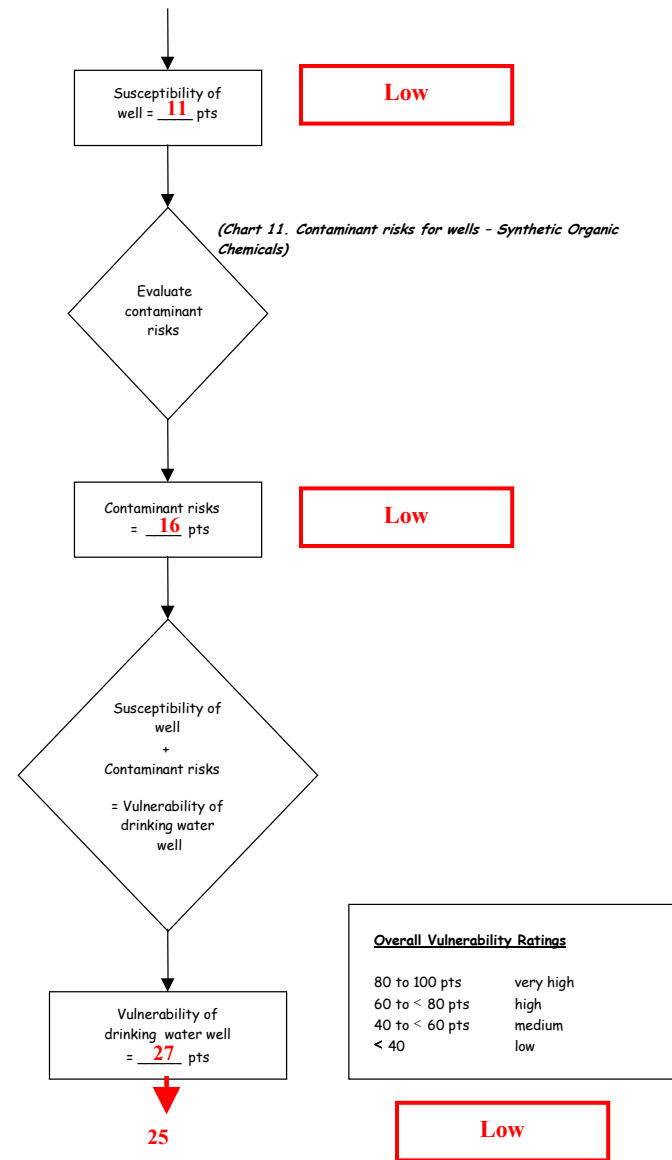 Susceptibility of
well = 11 pts
Low
(Chart 11. Contaminant risks for wells – Synthetic Organic
Chemicals)
Evaluate
contaminant
risks
Contaminant risks
= 16 pts
Low
Susceptibility of
well
+
Contaminant risks
= Vulnerability of
drinking water
well
Overall Vulnerability Ratings
80 to 100 pts very high
60 to < 80 pts high
40 to < 60 pts medium
< 40 low
Vulnerability of
drinking water well
= 27 pts
25
Low